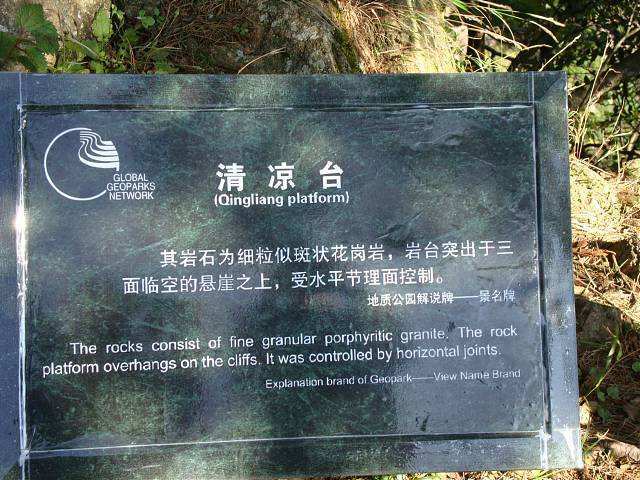 GLOBAL
GEOPARKS
NETWORK
清凉台
(Qingliang platform)
其岩石为细粒似斑状花岗岩，岩台突出于三
面临空的悬崖之上，受水平节理面控制。
地质公园解说牌——景名牌
The rocks consist of fine granular porphyritic granite. The rock
platform overhangs on the cliffs. It was controlled by horizontal joints.
Explanation brand of Geopark——View Name Brand